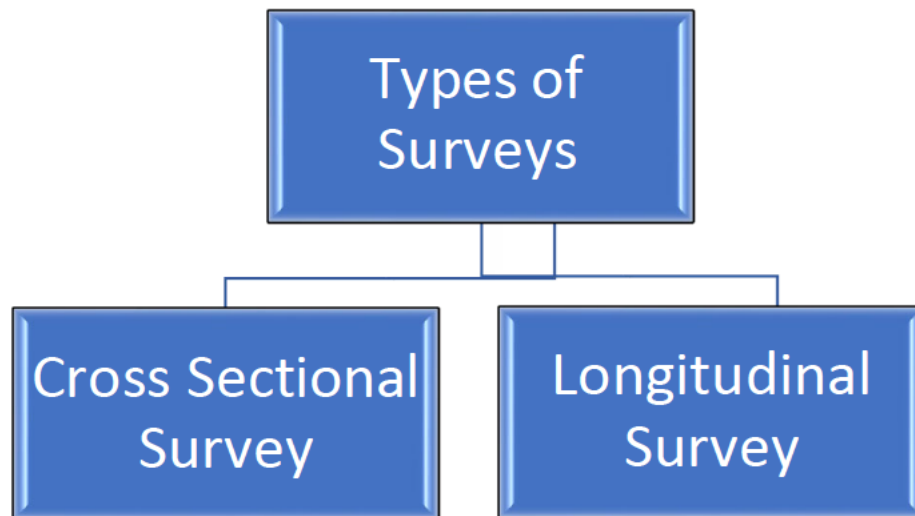 Types of
Surveys
Cross Sectional
Survey
Longitudinal
Survey